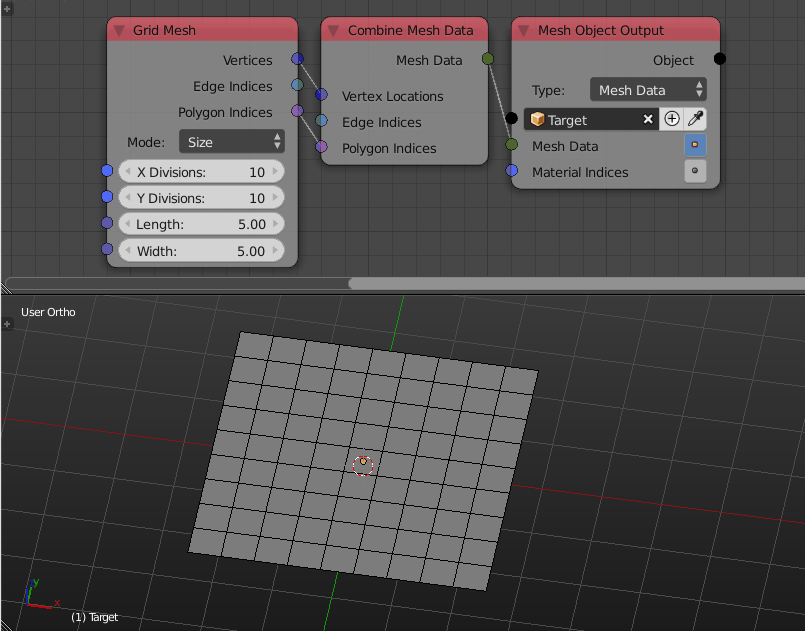 Grid Mesh
Vertices
Edge Indices
Polygon Indices
Mode: Size
X Divisions: 10
Y Divisions: 10
Length: 5.00
Width: 5.00
Combine Mesh Data
Mesh Data
Vertex Locations
Edge Indices
Polygon Indices
Mesh Object Output
Object
Type: Mesh Data
Target
Mesh Data
Material Indices
User Ortho
y
x
(1) Target